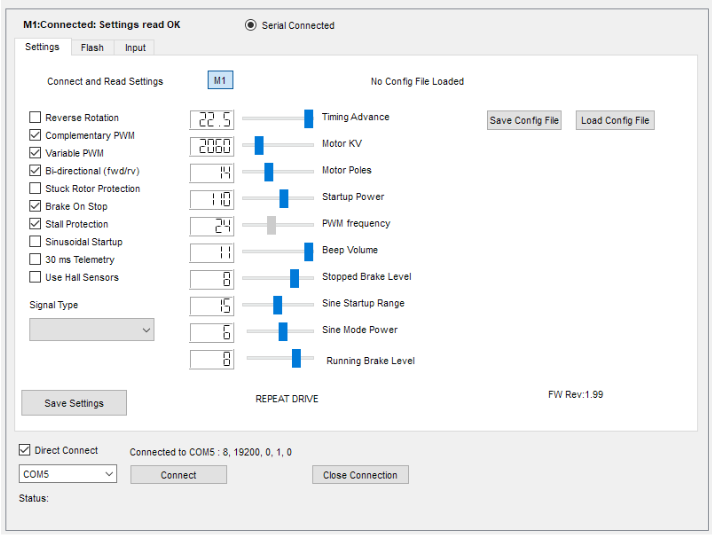 M1:Connected: Settings read OK
Serial Connected
Settings
Flash
Input
Connect and Read Settings
M1
No Config File Loaded
Reverse Rotation
Complementary PWM
Variable PWM
Bi-directional (fwd/rv)
Stuck Rotor Protection
Brake On Stop
Stall Protection
Sinusoidal Startup
30 ms Telemetry
Use Hall Sensors
Signal Type
22.5 Timing Advance
2060 Motor KV
14 Motor Poles
110 Startup Power
24 PWM frequency
11 Beep Volume
8 Stopped Brake Level
15 Sine Startup Range
6 Sine Mode Power
8 Running Brake Level
Save Config File
Load Config File
Save Settings
REPEAT DRIVE
FW Rev:1.99
Direct Connect
Connected to COM5 : 8, 19200, 0, 1, 0
COM5
Connect
Close Connection
Status: